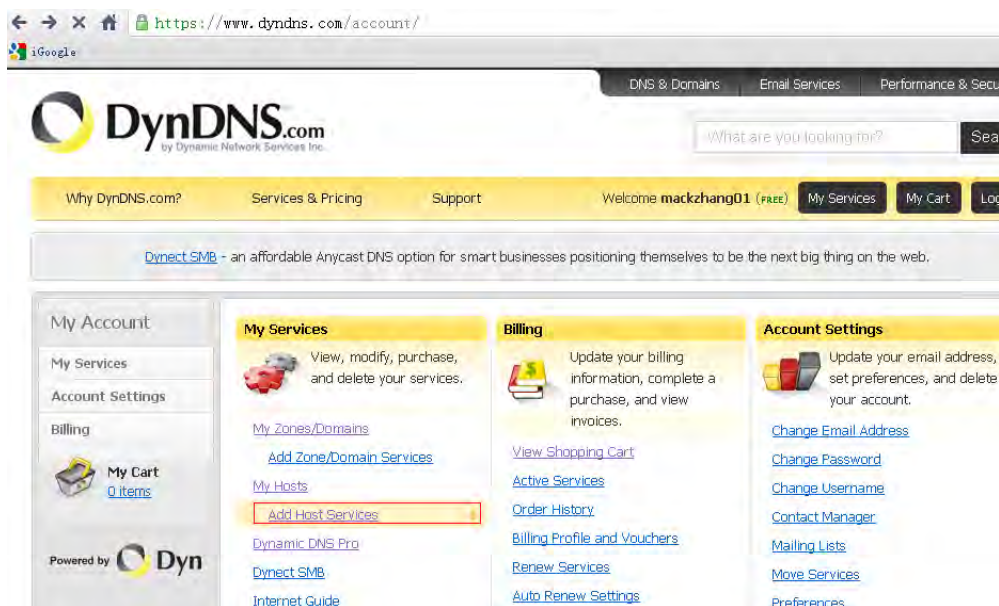 https://www.dyndns.com/account/
iGoogle
DNS & Domains Email Services Performance & Secu
DynDNS.com
by Dynamic Network Services Inc.
What are you looking for? Sea
Why DynDNS.com? Services & Pricing Support Welcome mackzhang01 (FREE) My Services My Cart Log
Dynect SMB - an affordable Anycast DNS option for smart businesses positioning themselves to be the next big thing on the web.
My Account
My Services
Account Settings
Billing
My Cart
0 items
Powered by Dyn
My Services
View, modify, purchase,
and delete your services.
My Zones/Domains
Add Zone/Domain Services
My Hosts
Add Host Services
Dynamic DNS Pro
Dynect SMB
Internet Guide
Billing
Update your billing
information, complete a
purchase, and view
invoices.
View Shopping Cart
Active Services
Order History
Billing Profile and Vouchers
Renew Services
Auto Renew Settings
Account Settings
Update your email address,
set preferences, and delete
your account.
Change Email Address
Change Password
Change Username
Contact Manager
Mailing Lists
Move Services
Preferences